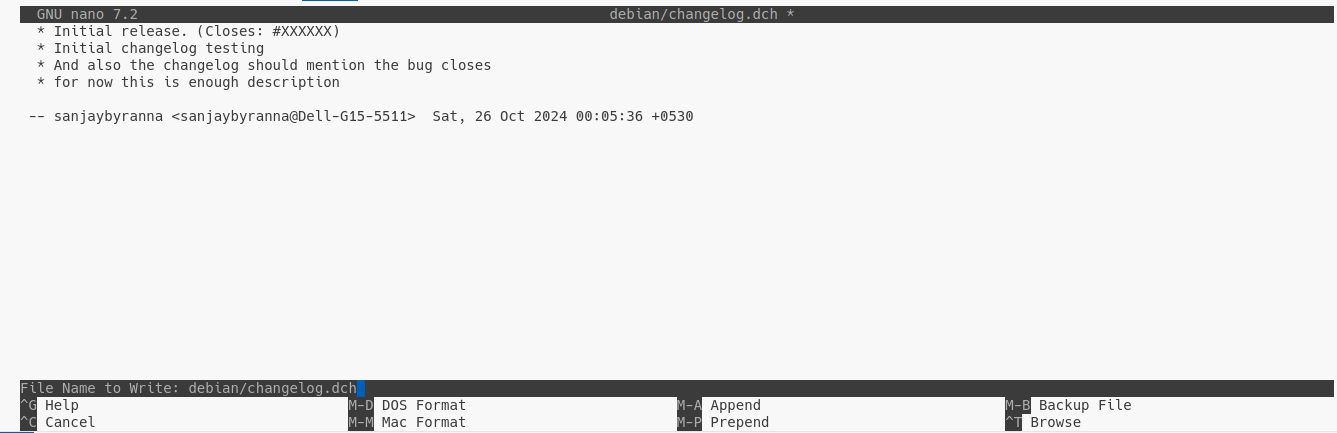 GNU nano 7.2 debian/changelog.dch *
* Initial release. (Closes: #XXXXXX)
* Initial changelog testing
* And also the changelog should mention the bug closes
* for now this is enough description
-- sanjaybyranna <sanjaybyranna@Dell-G15-5511>  Sat, 26 Oct 2024 00:05:36 +0530
File Name to Write: debian/changelog.dch
^G Help M-D DOS Format M-A Append M-B Backup File
^C Cancel M-M Mac Format M-P Prepend ^T Browse